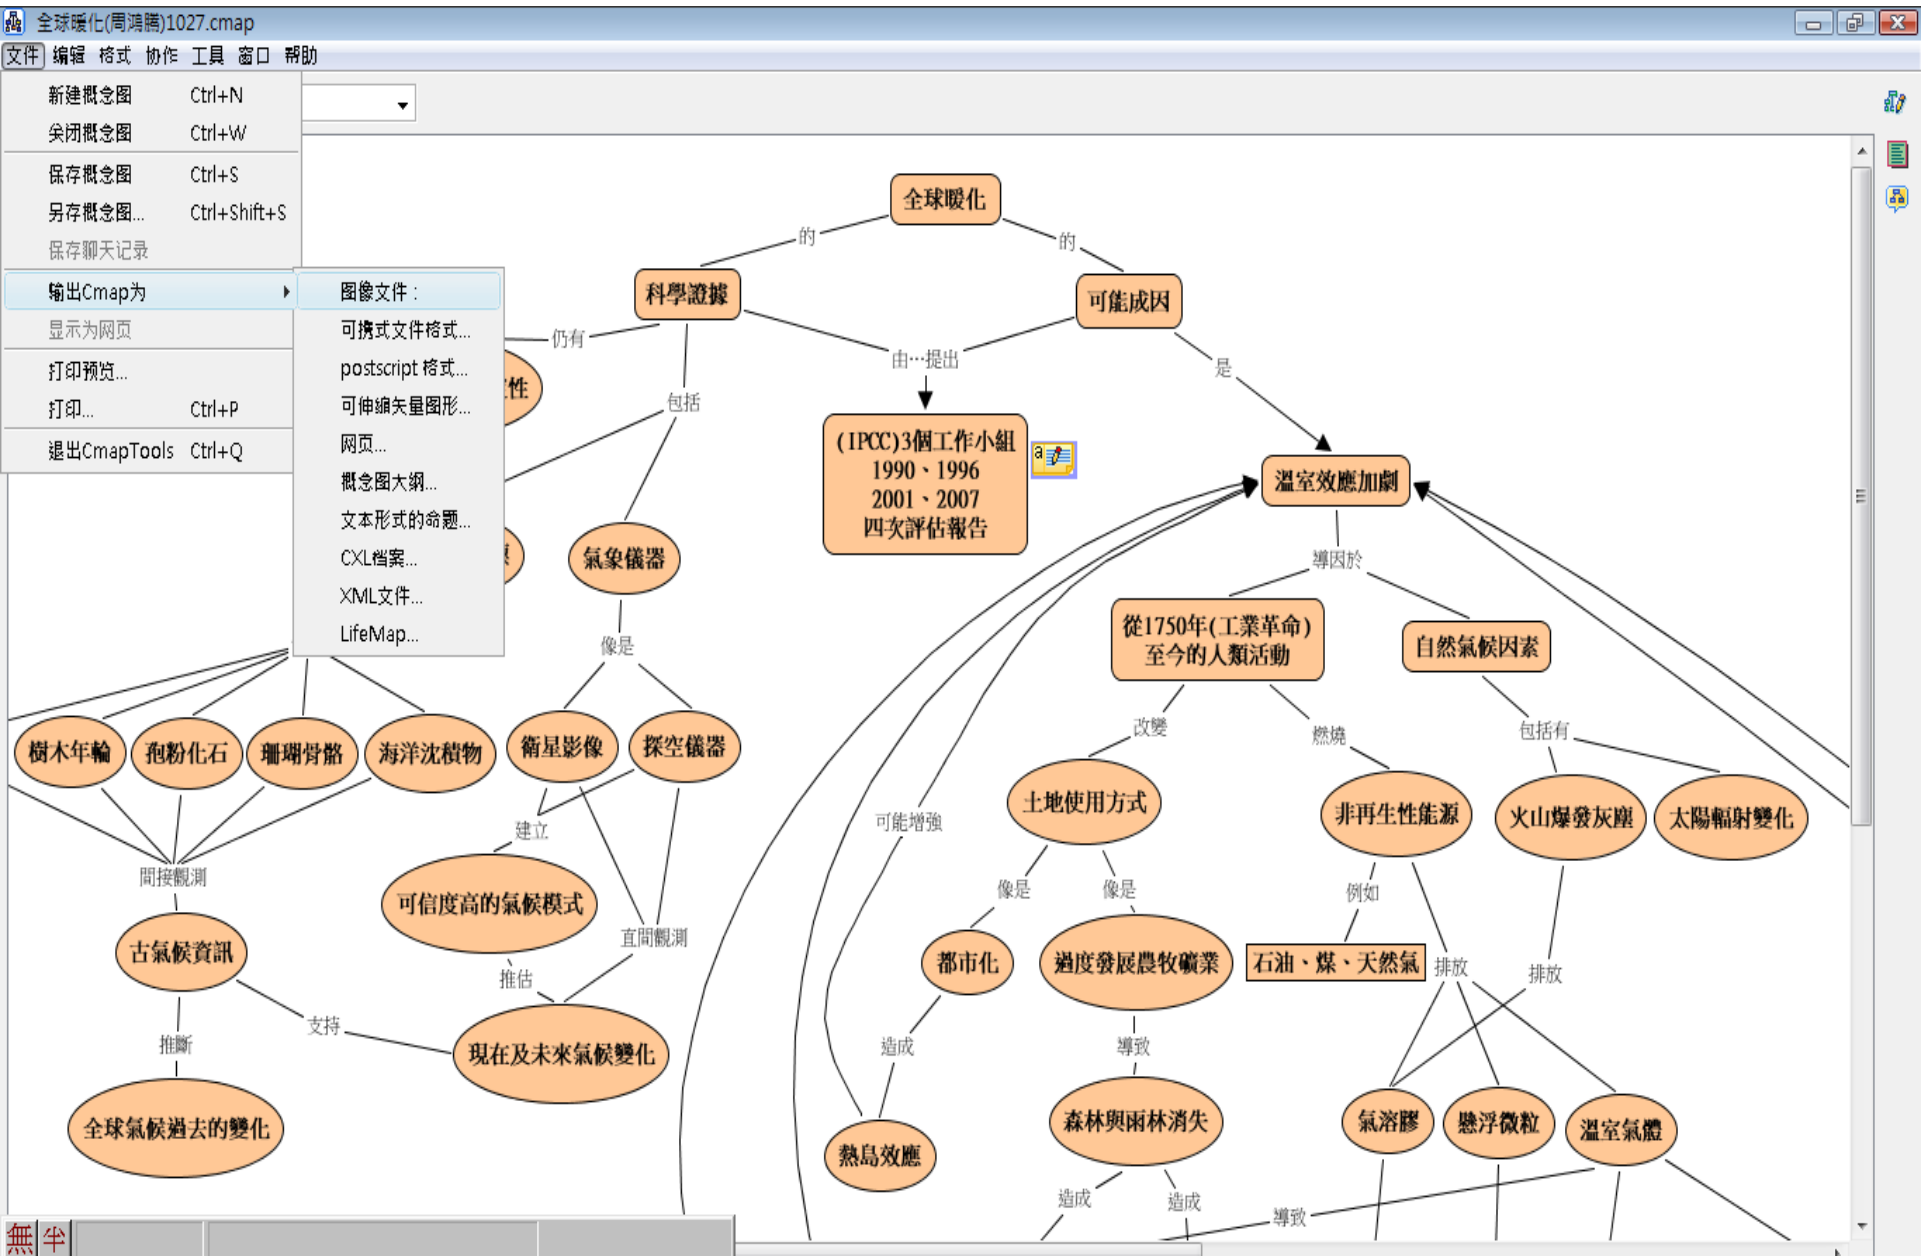 全球暖化(周鴻騰)1027.cmap
文件 编辑 格式 协作 工具 窗口 帮助
新建概念图 Ctrl+N
关闭概念图 Ctrl+W
保存概念图 Ctrl+S
另存概念图... Ctrl+Shift+S
保存聊天记录
输出Cmap为
显示为网页
打印预览...
打印... Ctrl+P
退出CmapTools Ctrl+Q
图像文件 :
可携式文件格式...
postscript 格式...
可伸缩矢量图形...
网页...
概念图大纲...
文本形式的命题...
CXL档案...
XML文件...
LifeMap...
全球暖化
的
的
科學證據
可能成因
仍有
由…提出
是
包括
性
(IPCC)3個工作小組
1990、1996
2001、2007
四次評估報告
a
溫室效應加劇
氣象儀器
導因於
像是
從1750年(工業革命)
至今的人類活動
自然氣候因素
改變
燃燒
包括有
樹木年輪
孢粉化石
珊瑚骨骼
海洋沈積物
衛星影像
探空儀器
土地使用方式
非再生性能源
火山爆發灰塵
太陽輻射變化
建立
可能增強
間接觀測
像是
像是
例如
可信度高的氣候模式
直間觀測
古氣候資訊
都市化
過度發展農牧礦業
石油、煤、天然氣
排放
排放
推估
支持
推斷
現在及未來氣候變化
造成
導致
全球氣候過去的變化
熱島效應
森林與雨林消失
氣溶膠
懸浮微粒
溫室氣體
造成
造成
導致
無 半